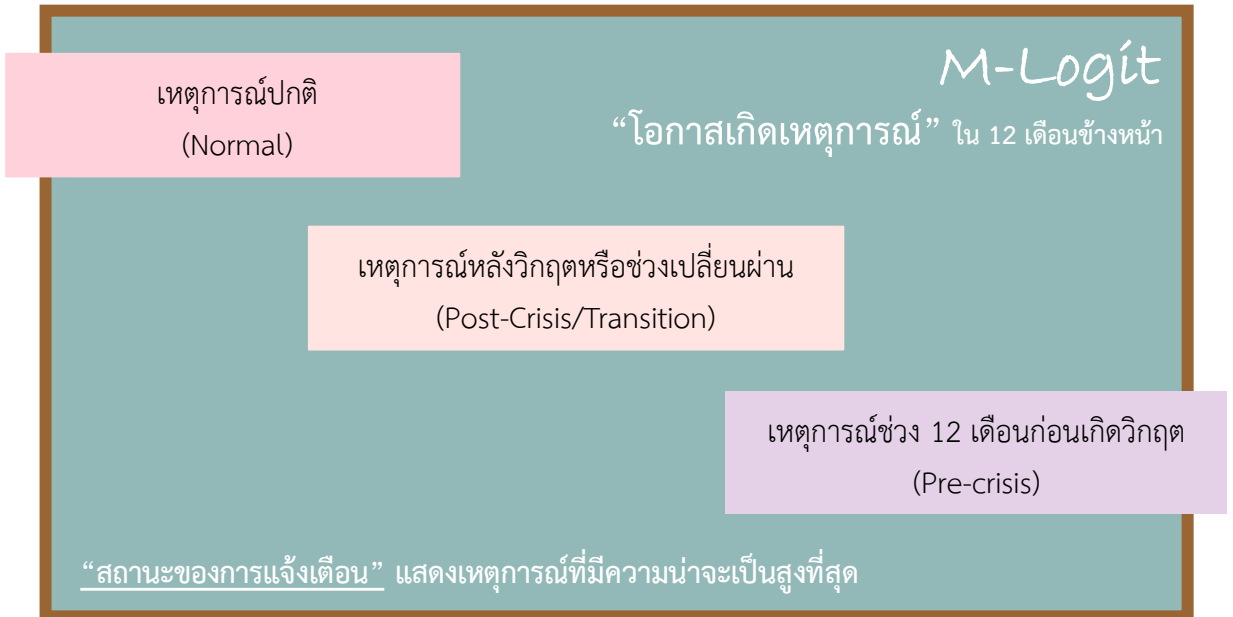 M-Logit
“โอกาสเกิดเหตุการณ์” ใน 12 เดือนข้างหน้า
เหตุการณ์ปกติ
(Normal)
เหตุการณ์หลังวิกฤตหรือช่วงเปลี่ยนผ่าน
(Post-Crisis/Transition)
เหตุการณ์ช่วง 12 เดือนก่อนเกิดวิกฤต
(Pre-crisis)
“สถานะของการแจ้งเตือน” แสดงเหตุการณ์ที่มีความน่าจะเป็นสูงที่สุด